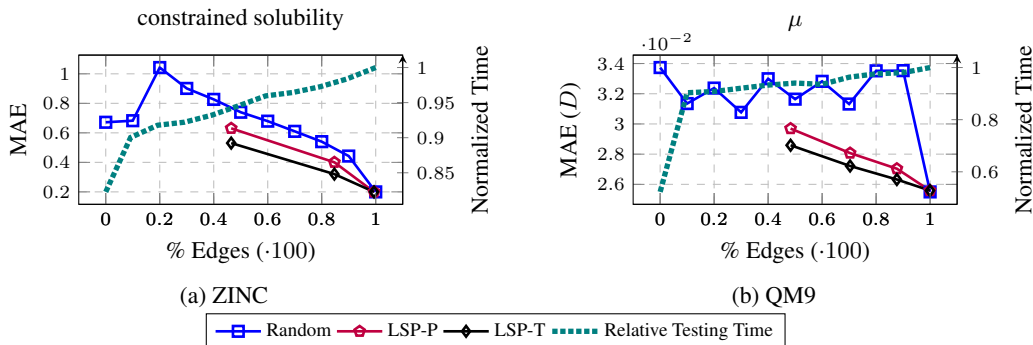 constrained solubility
MAE
1
0.8
0.6
0.4
0.2
0 0.2 0.4 0.6 0.8 1
% Edges (·100)
1
0.95
0.9
0.85
Normalized Time
(a) ZINC
μ
·10⁻²
MAE (D)
3.4
3.2
3
2.8
2.6
0 0.2 0.4 0.6 0.8 1
% Edges (·100)
1
0.8
0.6
Normalized Time
(b) QM9
Random LSP-P LSP-T Relative Testing Time